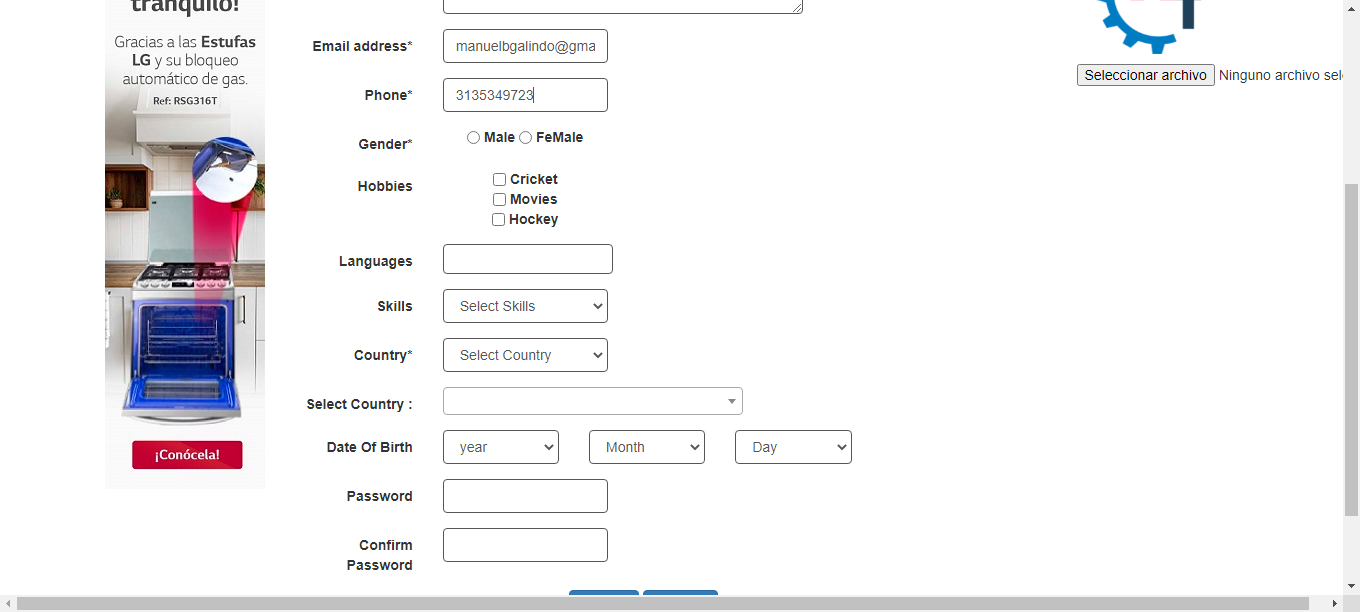 tranquilo!
Gracias a las Estufas
LG y su bloqueo
automático de gas.
Ref: RSG316T
¡Conócela!
Email address*
manuelbgalindo@gma
Phone*
3135349723
Gender*
Male FeMale
Hobbies
Cricket
Movies
Hockey
Languages
Skills
Select Skills
Country*
Select Country
Select Country :
Date Of Birth
year Month Day
Password
Confirm
Password
Seleccionar archivo Ninguno archivo sel